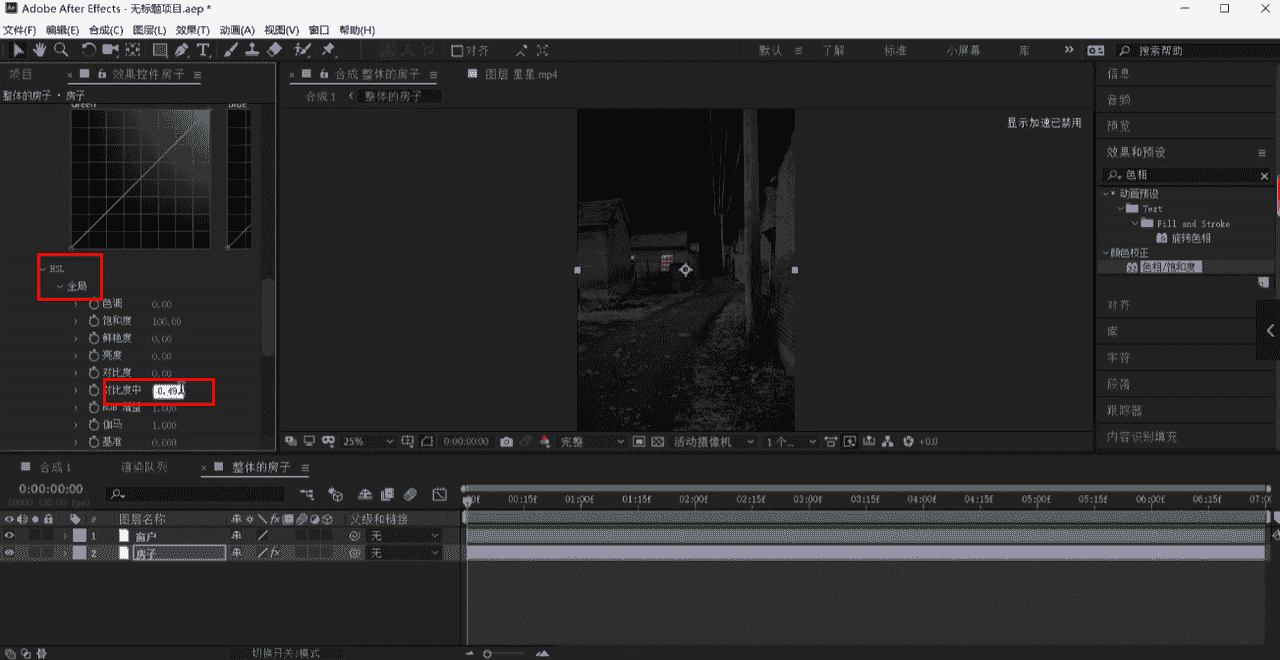 Adobe After Effects - 无标题项目.aep *
文件(F) 编辑(E) 合成(C) 图层(L) 效果(T) 动画(A) 视图(V) 窗口 帮助(H)
对齐 默认 了解 标准 小屏幕 库 搜索帮助
项目 效果控件 房子 合成 整体的房子 图层 星星.mp4 信息
整体的房子 • 房子 合成 1 整体的房子 音频
Green Blue
显示加速已禁用 预览
效果和预设
色相
* 动画预设
Text
Fill and Stroke
旋转色相
颜色校正
色相/饱和度
HSL
全局
色调 0.00
饱和度 100.00
鲜艳度 0.00
亮度 0.00
对比度 0.00
对比度中 0.49
RGB 增益 1.000
伽马 1.000
基准 0.000
对齐
库
字符
段落
跟踪器
内容识别填充
25% 0:00:00:00 完整 活动摄像机 1 个... +0.0
合成 1 渲染队列 整体的房子
0:00:00:00
00000 (30.00 fps)
00f 00:15f 01:00f 01:15f 02:00f 02:15f 03:00f 03:15f 04:00f 04:15f 05:00f 05:15f 06:00f 06:15f 07:0
# 图层名称 fx 父级和链接
1 窗户 无
2 房子 fx 无
切换开关/模式